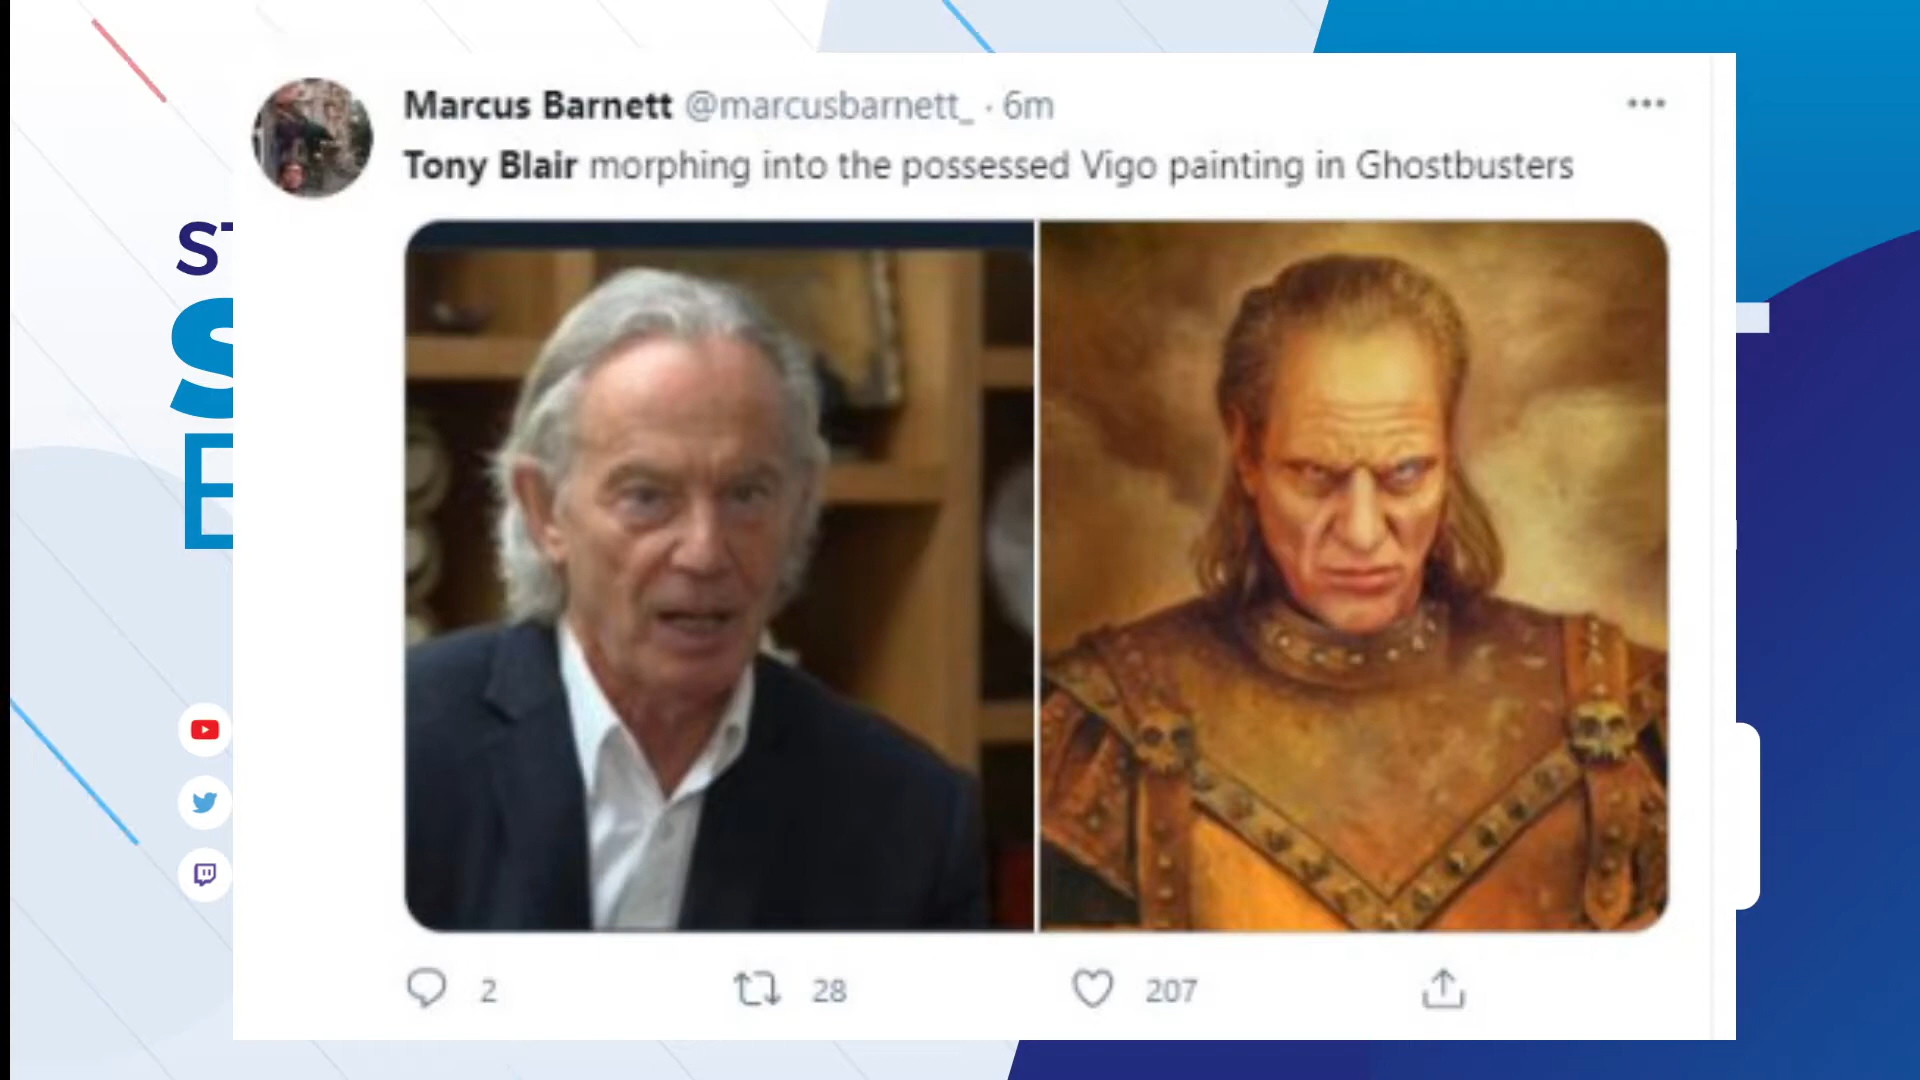 Marcus Barnett @marcusbarnett_ · 6m
Tony Blair morphing into the possessed Vigo painting in Ghostbusters
2 28 207